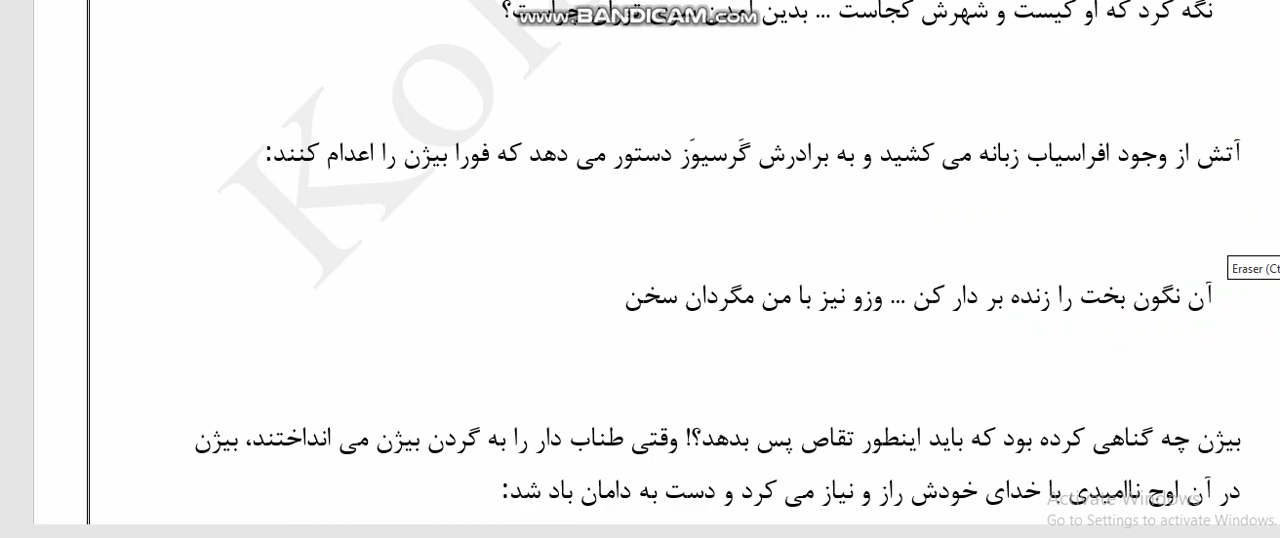 نگه کرد که او کیست و شهرش کجاست ... بدین
www.BANDICAM.com
آتش از وجود افراسیاب زبانه می کشید و به برادرش گَرسیوَز دستور می دهد که فورا بیژن را اعدام کنند:
Eraser (Ct
آن نگون بخت را زنده بر دار کن ... وزو نیز با من مگردان سخن
بیژن چه گناهی کرده بود که باید اینطور تقاص پس بدهد؟! وقتی طناب دار را به گردن بیژن می انداختند، بیژن
در آن اوج ناامیدی با خدای خودش راز و نیاز می کرد و دست به دامان باد شد:
Activate Windows
Go to Settings to activate Windows.